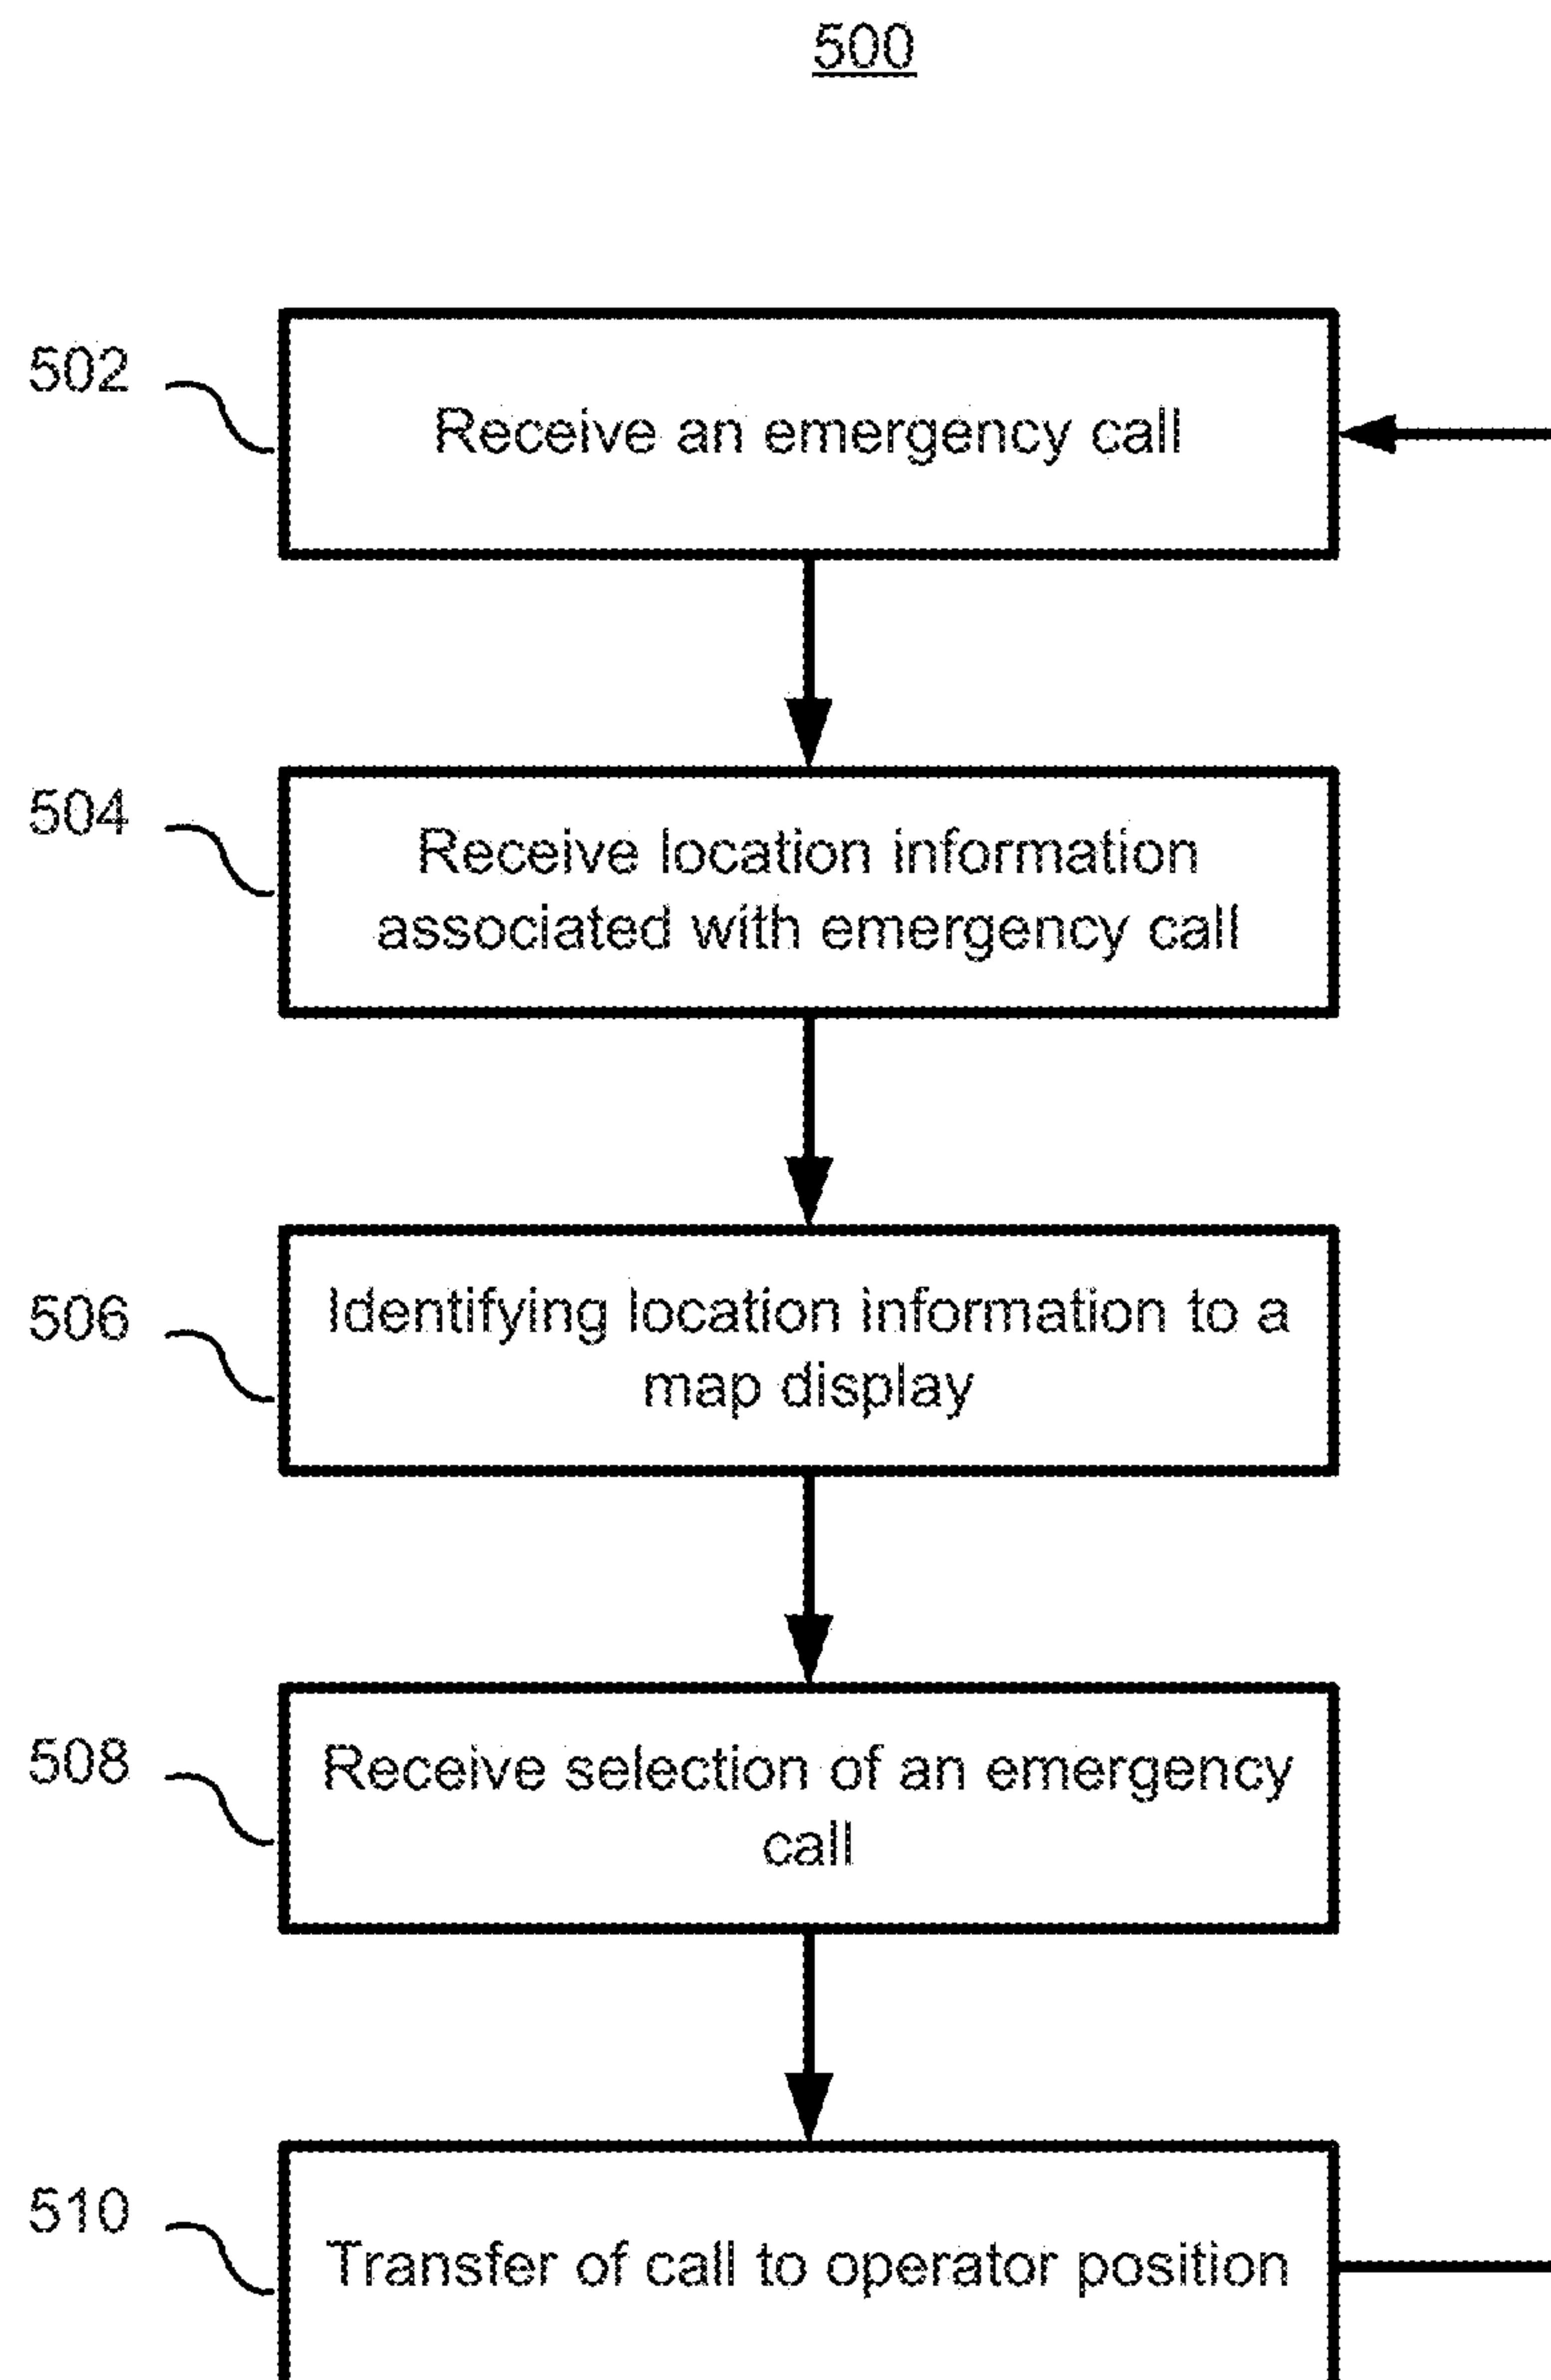 500
502
Receive an emergency call
504
Receive location information
associated with emergency call
506
Identifying location information to a
map display
508
Receive selection of an emergency
call
510
Transfer of call to operator position